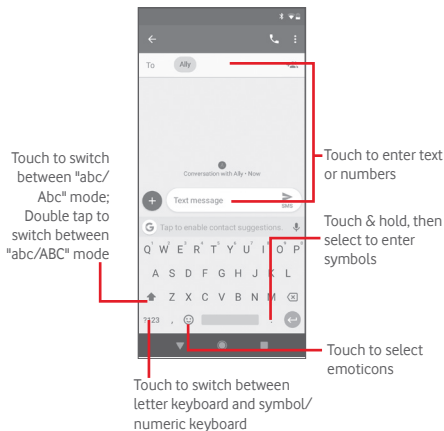 To Ally
Touch to switch
between "abc/
Abc" mode;
Double tap to
switch between
"abc/ABC" mode
Touch to enter text
or numbers
Conversation with Ally • Now
Text message
SMS
G Tap to enable contact suggestions.
Touch & hold, then
select to enter
symbols
Q W E R T Y U I O P
A S D F G H J K L
Z X C V B N M
?123 , .
Touch to select
emoticons
Touch to switch between
letter keyboard and symbol/
numeric keyboard